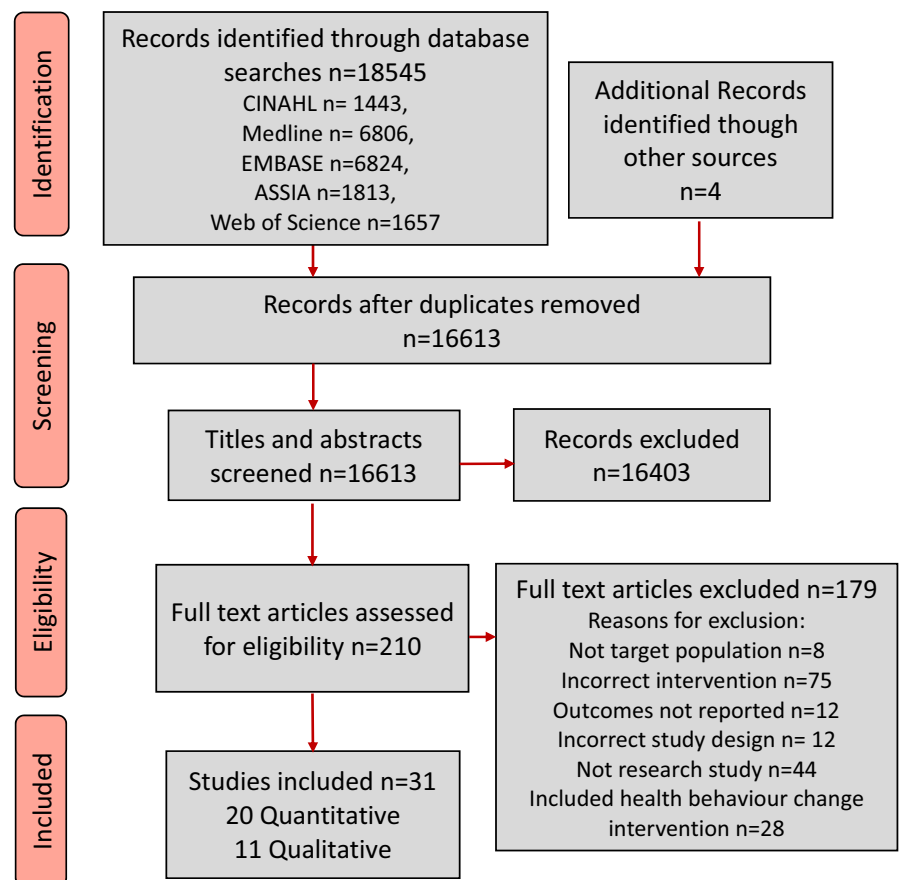 Identification
Records identified through database
searches n=18545
CINAHL n= 1443,
Medline n= 6806,
EMBASE n=6824,
ASSIA n=1813,
Web of Science n=1657
Additional Records
identified though
other sources
n=4
Screening
Records after duplicates removed
n=16613
Titles and abstracts
screened n=16613
Records excluded
n=16403
Eligibility
Full text articles assessed
for eligibility n=210
Full text articles excluded n=179
Reasons for exclusion:
Not target population n=8
Incorrect intervention n=75
Outcomes not reported n=12
Incorrect study design n= 12
Not research study n=44
Included health behaviour change
intervention n=28
Included
Studies included n=31
20 Quantitative
11 Qualitative